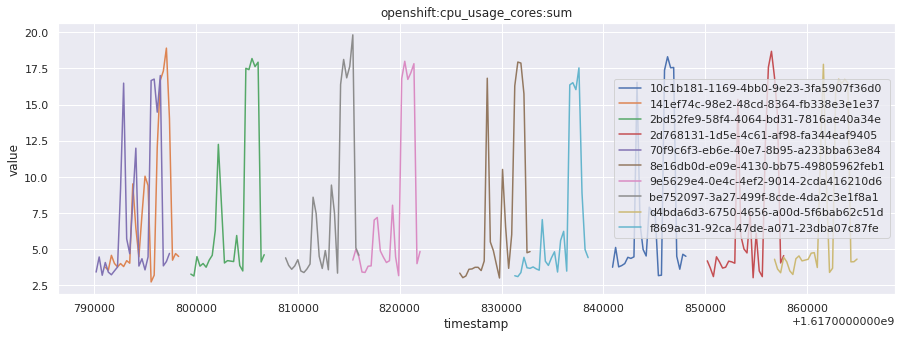 openshift:cpu_usage_cores:sum
value
20.0
17.5
15.0
12.5
10.0
7.5
5.0
2.5
10c1b181-1169-4bb0-9e23-3fa5907f36d0
141ef74c-98e2-48cd-8364-fb338e3e1e37
2bd52fe9-58f4-4064-bd31-7816ae40a34e
2d768131-1d5e-4c61-af98-fa344eaf9405
70f9c6f3-eb6e-40e7-8b95-a233bba63e84
8e16db0d-e09e-4130-bb75-49805962feb1
9e5629e4-0e4c-4ef2-9014-2cda416210d6
be752097-3a27-499f-8cde-4da2c3e1f8a1
d4bda6d3-6750-4656-a00d-5f6bab62c51d
f869ac31-92ca-47de-a071-23dba07c87fe
790000 800000 810000 820000 830000 840000 850000 860000
timestamp
+1.6170000000e9